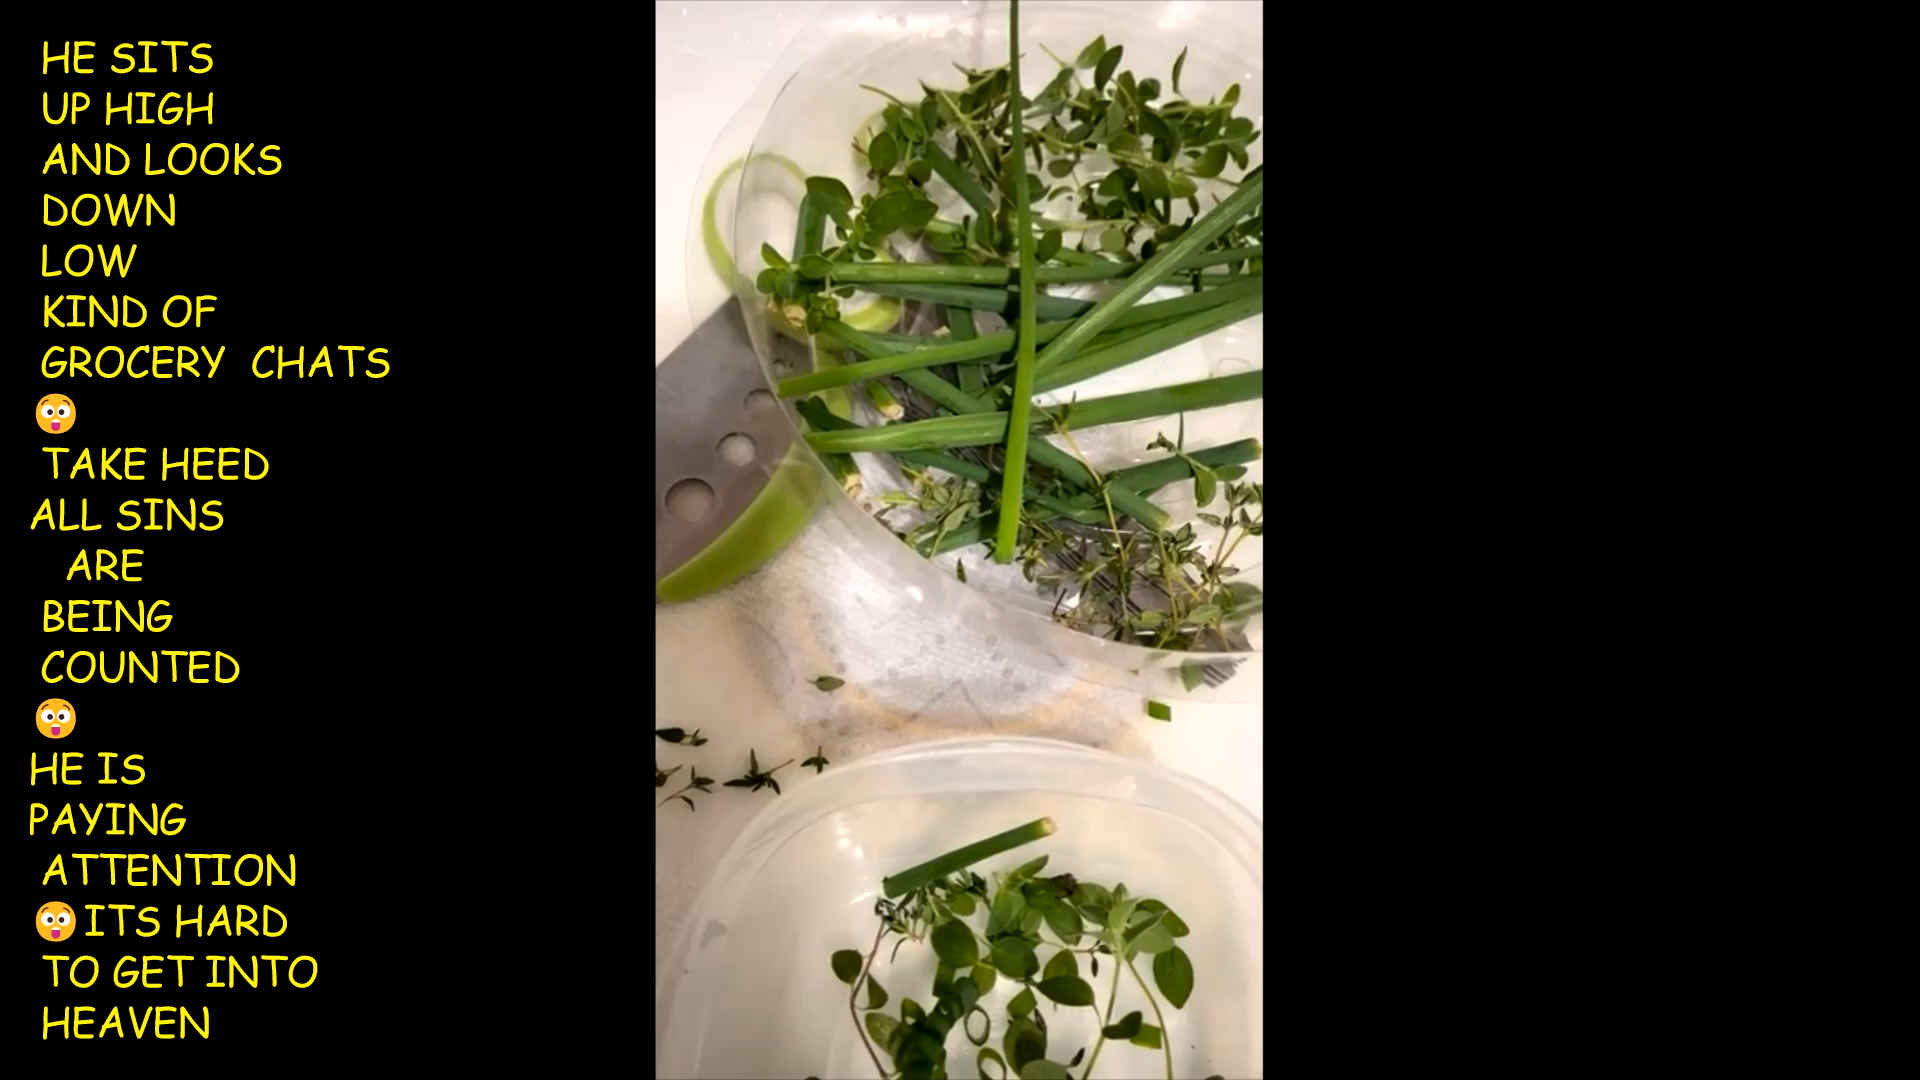 HE SITS
UP HIGH
AND LOOKS
DOWN
LOW
KIND OF
GROCERY CHATS
😲
TAKE HEED
ALL SINS
ARE
BEING
COUNTED
😲
HE IS
PAYING
ATTENTION
😲ITS HARD
TO GET INTO
HEAVEN